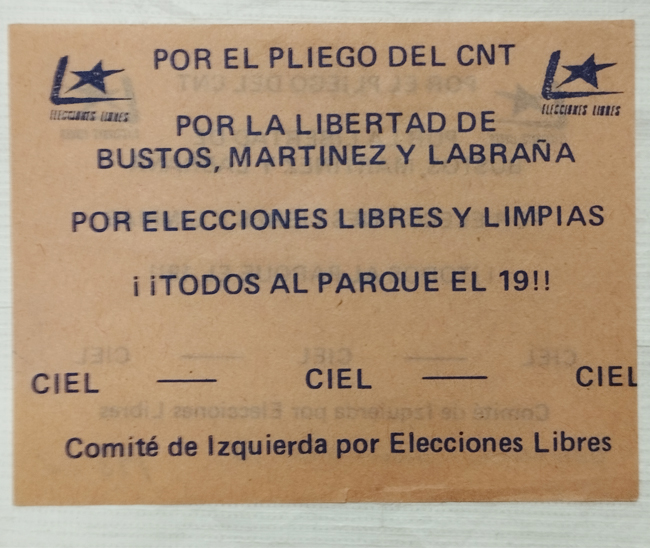 POR EL PLIEGO DEL CNT
ELECCIONES LIBRES
ELECCIONES LIBRES
POR LA LIBERTAD DE
BUSTOS, MARTINEZ Y LABRAÑA
POR ELECCIONES LIBRES Y LIMPIAS
¡¡TODOS AL PARQUE EL 19!!
CIEL — CIEL — CIEL
Comité de Izquierda por Elecciones Libres